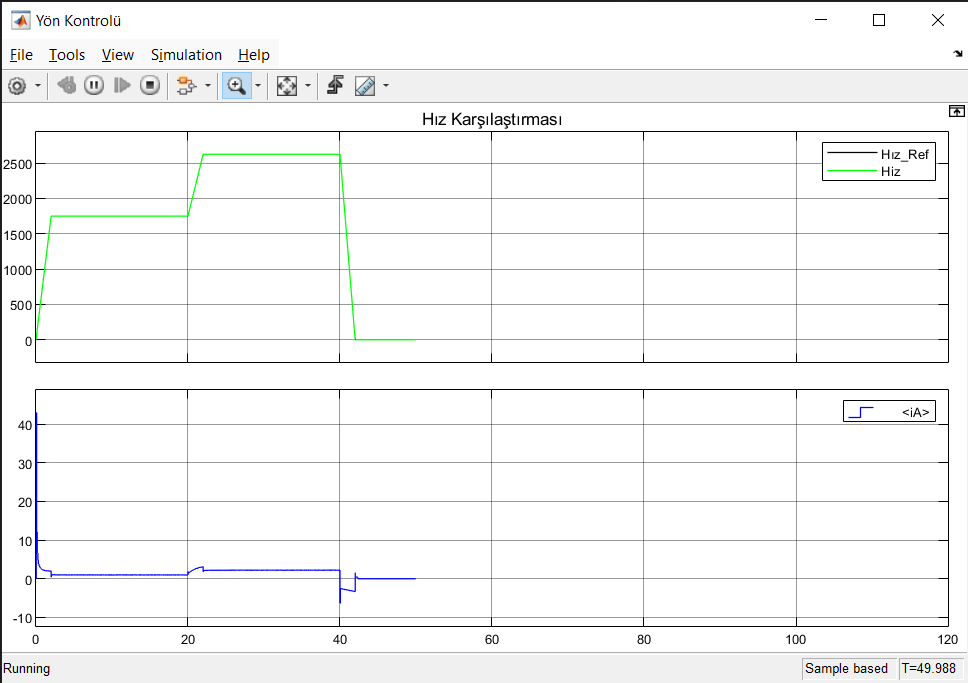 Yön Kontrolü
File Tools View Simulation Help
Hız Karşılaştırması
Hız_Ref
Hiz
2500
2000
1500
1000
500
0
<iA>
40
30
20
10
0
-10
0 20 40 60 80 100 120
Running Sample based T=49.988